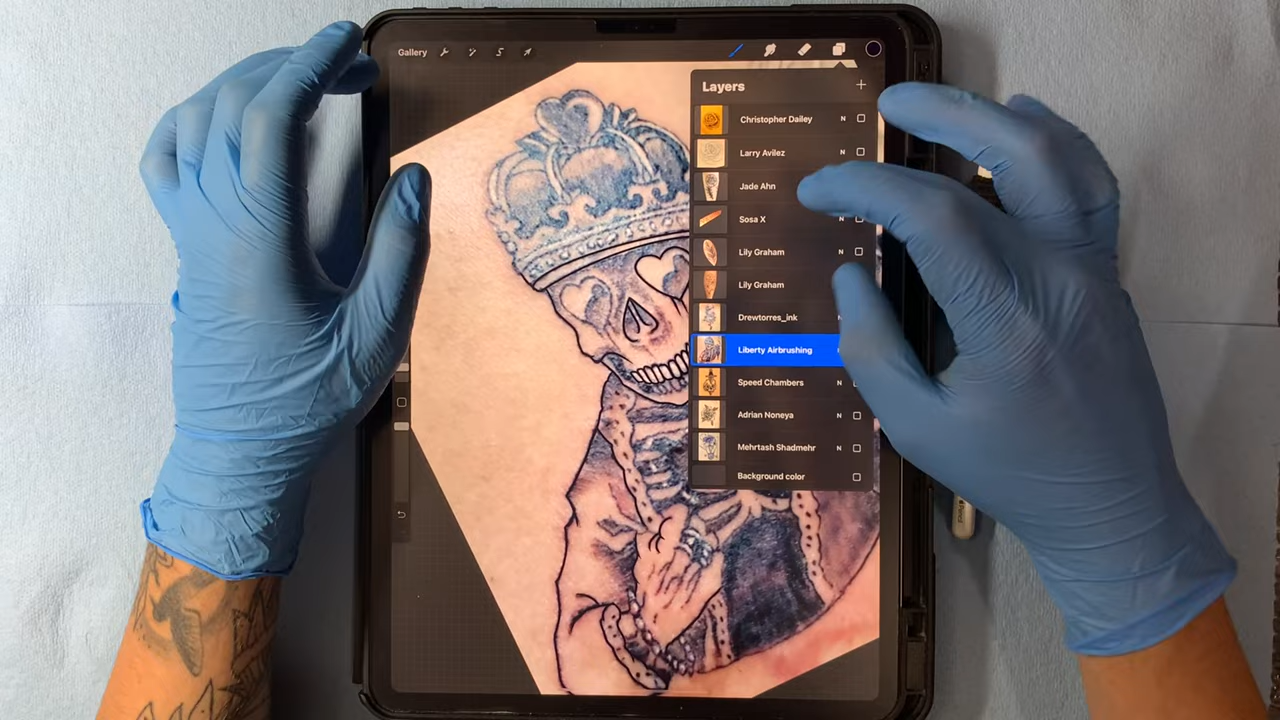 Gallery
Layers
Christopher Dailey N
Larry Avilez N
Jade Ahn
Sosa X N
Lily Graham N
Lily Graham
Drewtorres_ink
Liberty Airbrushing
Speed Chambers N
Adrian Noneya N
Mehrtash Shadmehr N
Background color